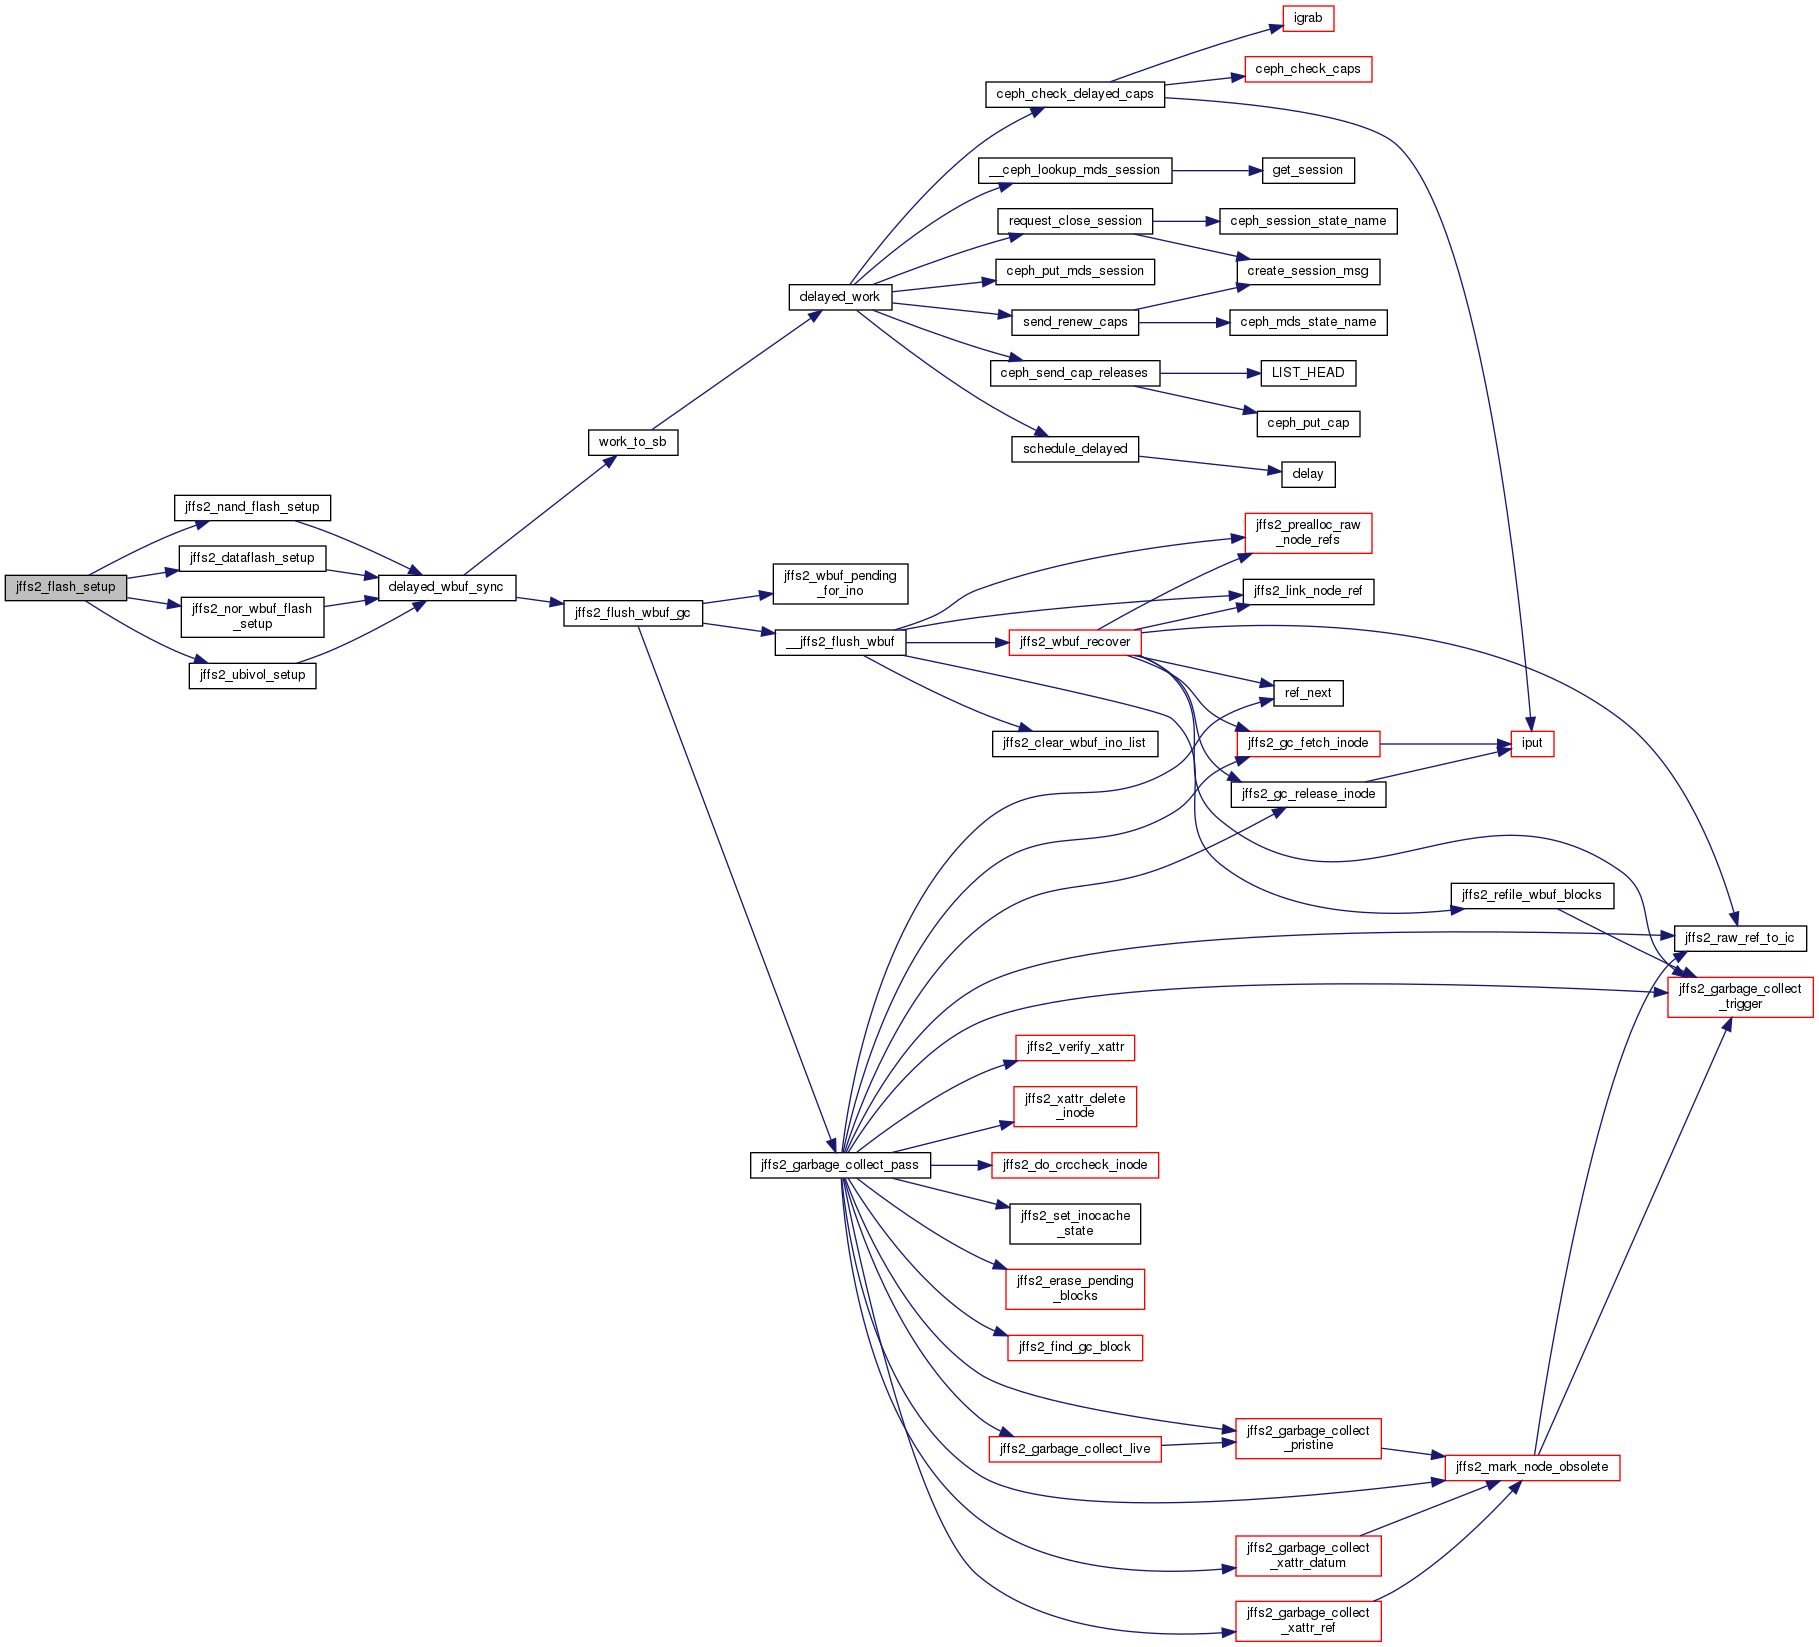 igrab
ceph_check_caps
ceph_check_delayed_caps
__ceph_lookup_mds_session
get_session
request_close_session
ceph_session_state_name
ceph_put_mds_session
create_session_msg
delayed_work
send_renew_caps
ceph_mds_state_name
ceph_send_cap_releases
LIST_HEAD
ceph_put_cap
work_to_sb
schedule_delayed
delay
jffs2_nand_flash_setup
jffs2_prealloc_raw
_node_refs
jffs2_dataflash_setup
jffs2_flash_setup
delayed_wbuf_sync
jffs2_wbuf_pending
_for_ino
jffs2_link_node_ref
jffs2_nor_wbuf_flash
_setup
jffs2_flush_wbuf_gc
__jffs2_flush_wbuf
jffs2_wbuf_recover
jffs2_ubivol_setup
ref_next
jffs2_clear_wbuf_ino_list
jffs2_gc_fetch_inode
iput
jffs2_gc_release_inode
jffs2_refile_wbuf_blocks
jffs2_raw_ref_to_ic
jffs2_garbage_collect
_trigger
jffs2_verify_xattr
jffs2_xattr_delete
_inode
jffs2_garbage_collect_pass
jffs2_do_crccheck_inode
jffs2_set_inocache
_state
jffs2_erase_pending
_blocks
jffs2_find_gc_block
jffs2_garbage_collect
_pristine
jffs2_garbage_collect_live
jffs2_mark_node_obsolete
jffs2_garbage_collect
_xattr_datum
jffs2_garbage_collect
_xattr_ref